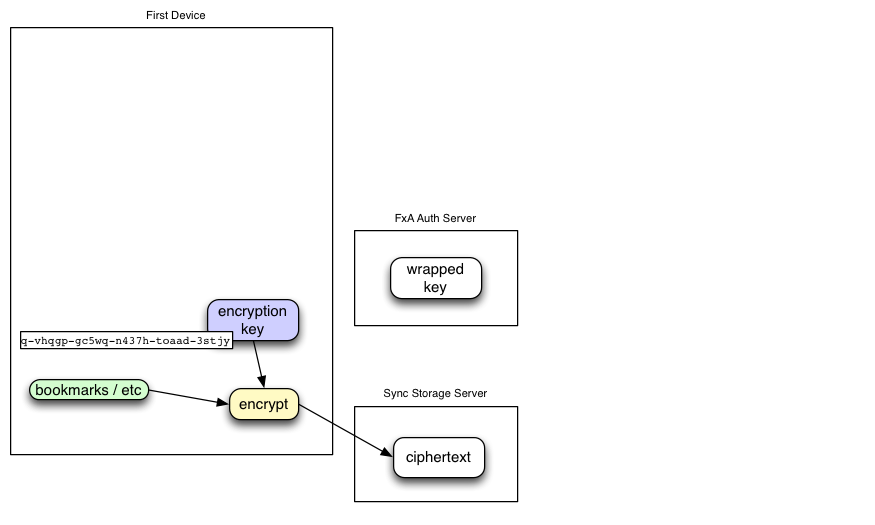 First Device
FxA Auth Server
wrapped
key
encryption
key
q-vhqgp-gc5wq-n437h-toaad-3stjy
bookmarks / etc
encrypt
Sync Storage Server
ciphertext